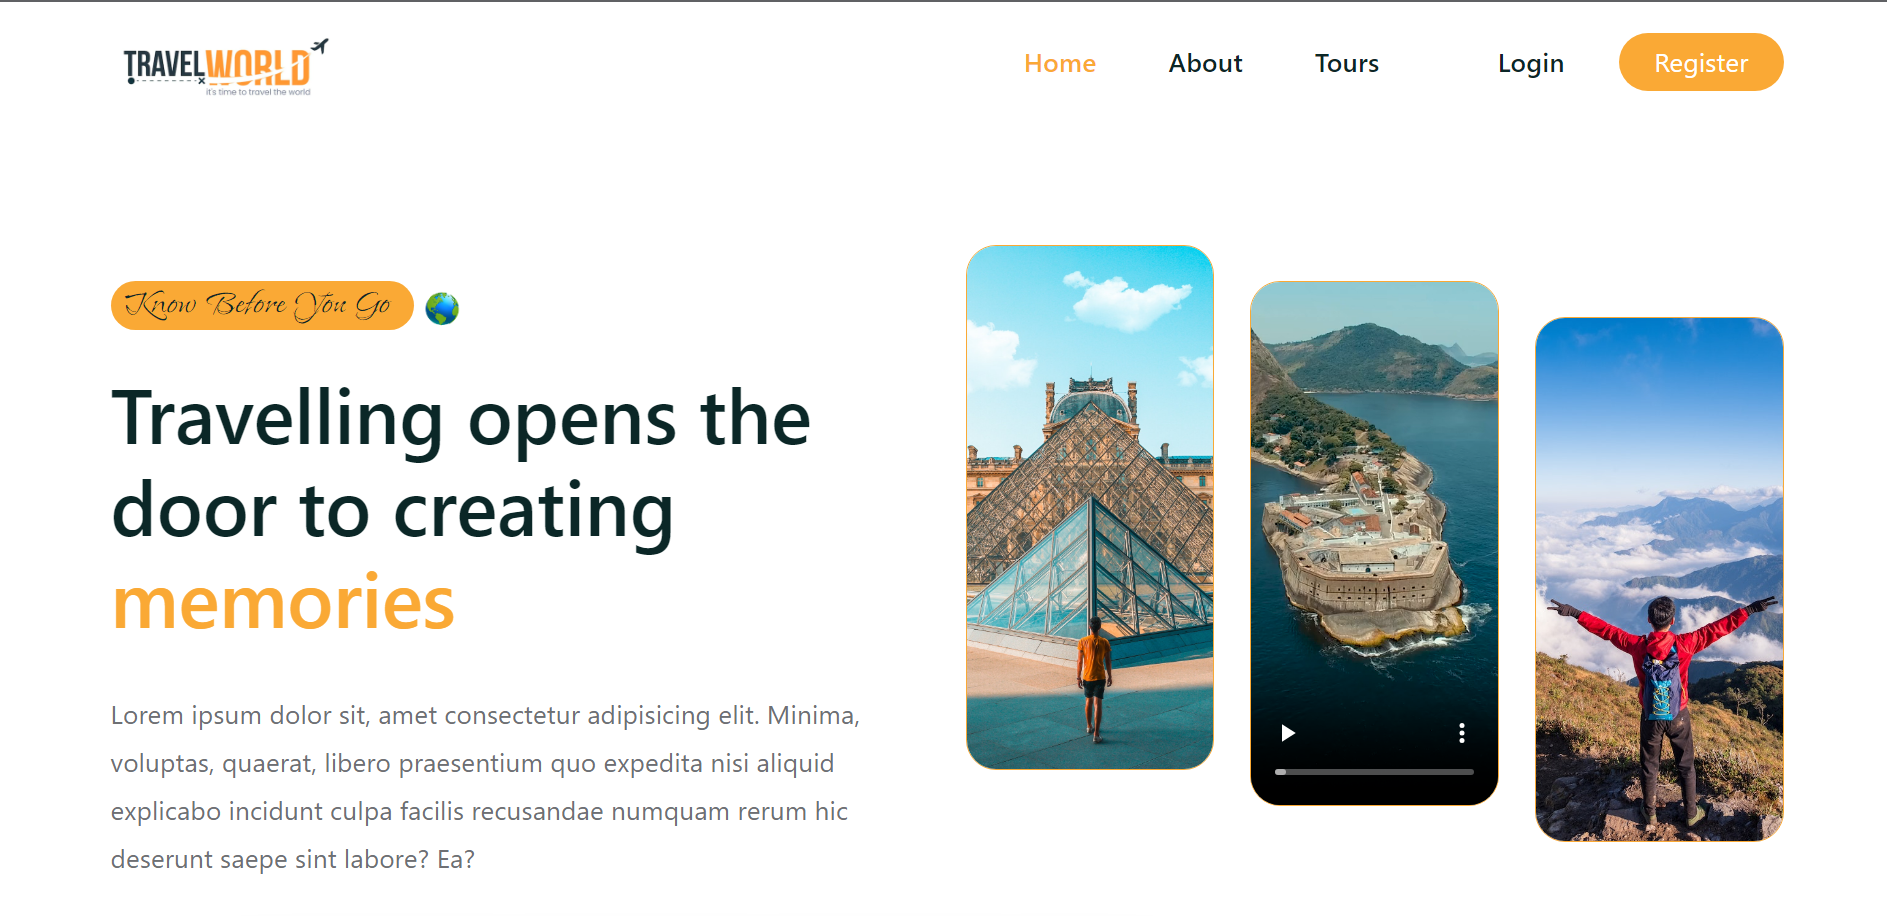 TRAVELWORLD
it's time to travel the world
Home About Tours Login Register
Know Before You Go
Travelling opens the
door to creating
memories
Lorem ipsum dolor sit, amet consectetur adipisicing elit. Minima,
voluptas, quaerat, libero praesentium quo expedita nisi aliquid
explicabo incidunt culpa facilis recusandae numquam rerum hic
deserunt saepe sint labore? Ea?